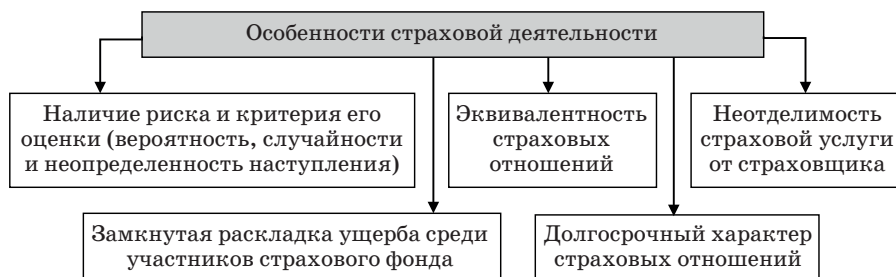 Особенности страховой деятельности
Наличие риска и критерия его
оценки (вероятность, случайности
и неопределенность наступления)
Эквивалентность
страховых
отношений
Неотделимость
страховой услуги
от страховщика
Замкнутая раскладка ущерба среди
участников страхового фонда
Долгосрочный характер
страховых отношений